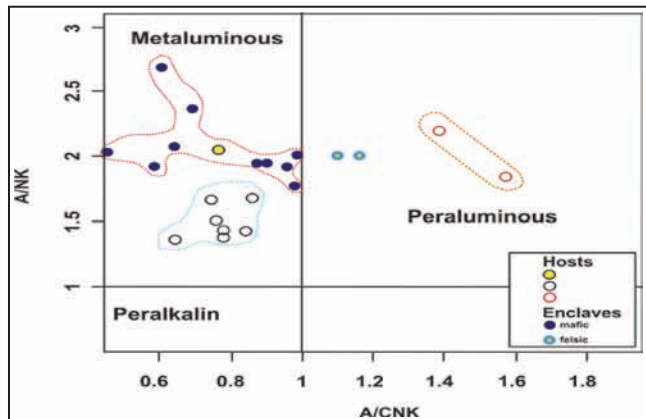 3
Metaluminous
2.5
2
A/NK
Peraluminous
1.5
Hosts
1
Enclaves
Peralkalin
mafic
felsic
0.6 0.8 1 1.2 1.4 1.6 1.8
A/CNK